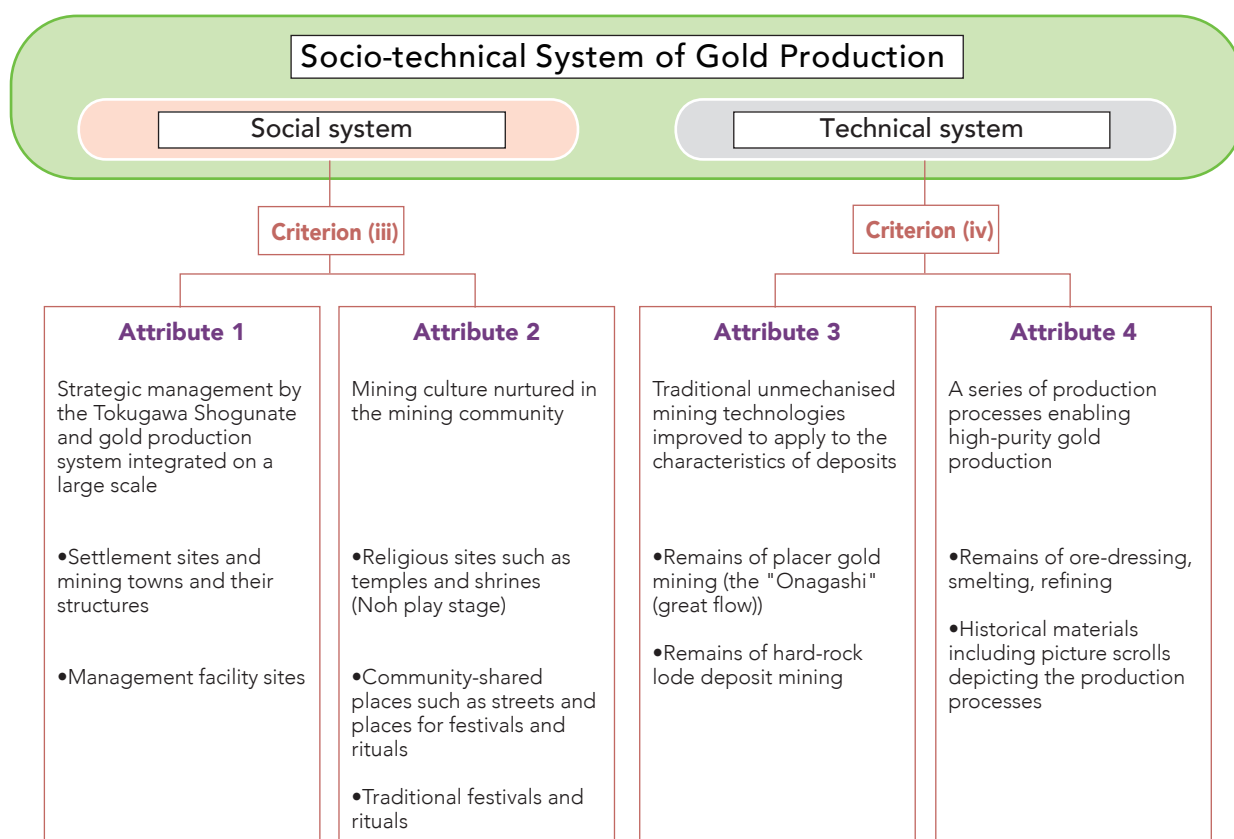 Socio-technical System of Gold Production
Social system
Technical system
Criterion (iii)
Criterion (iv)
Attribute 1
Strategic management by
the Tokugawa Shogunate
and gold production
system integrated on a
large scale
•Settlement sites and
mining towns and their
structures
•Management facility sites
Attribute 2
Mining culture nurtured in
the mining community
•Religious sites such as
temples and shrines
(Noh play stage)
•Community-shared
places such as streets and
places for festivals and
rituals
•Traditional festivals and
rituals
Attribute 3
Traditional unmechanised
mining technologies
improved to apply to the
characteristics of deposits
•Remains of placer gold
mining (the "Onagashi"
(great flow))
•Remains of hard-rock
lode deposit mining
Attribute 4
A series of production
processes enabling
high-purity gold
production
•Remains of ore-dressing,
smelting, refining
•Historical materials
including picture scrolls
depicting the production
processes